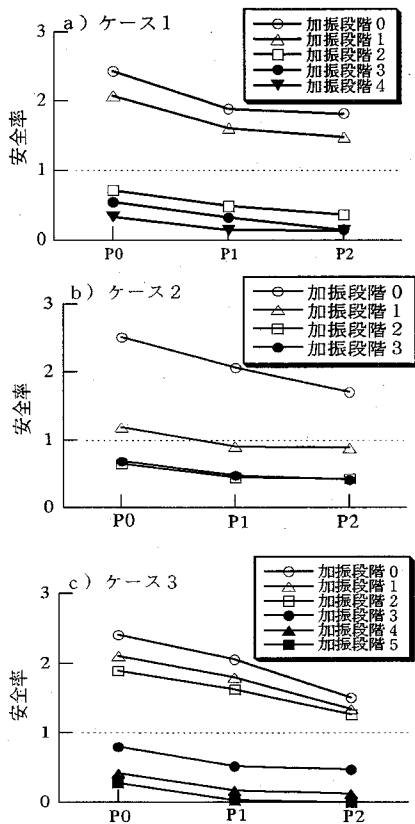 a) ケース1
加振段階 0
加振段階 1
加振段階 2
加振段階 3
加振段階 4
安全率
3
2
1
0
P0 P1 P2
b) ケース2
加振段階 0
加振段階 1
加振段階 2
加振段階 3
安全率
3
2
1
0
P0 P1 P2
c) ケース3
加振段階 0
加振段階 1
加振段階 2
加振段階 3
加振段階 4
加振段階 5
安全率
3
2
1
0
P0 P1 P2